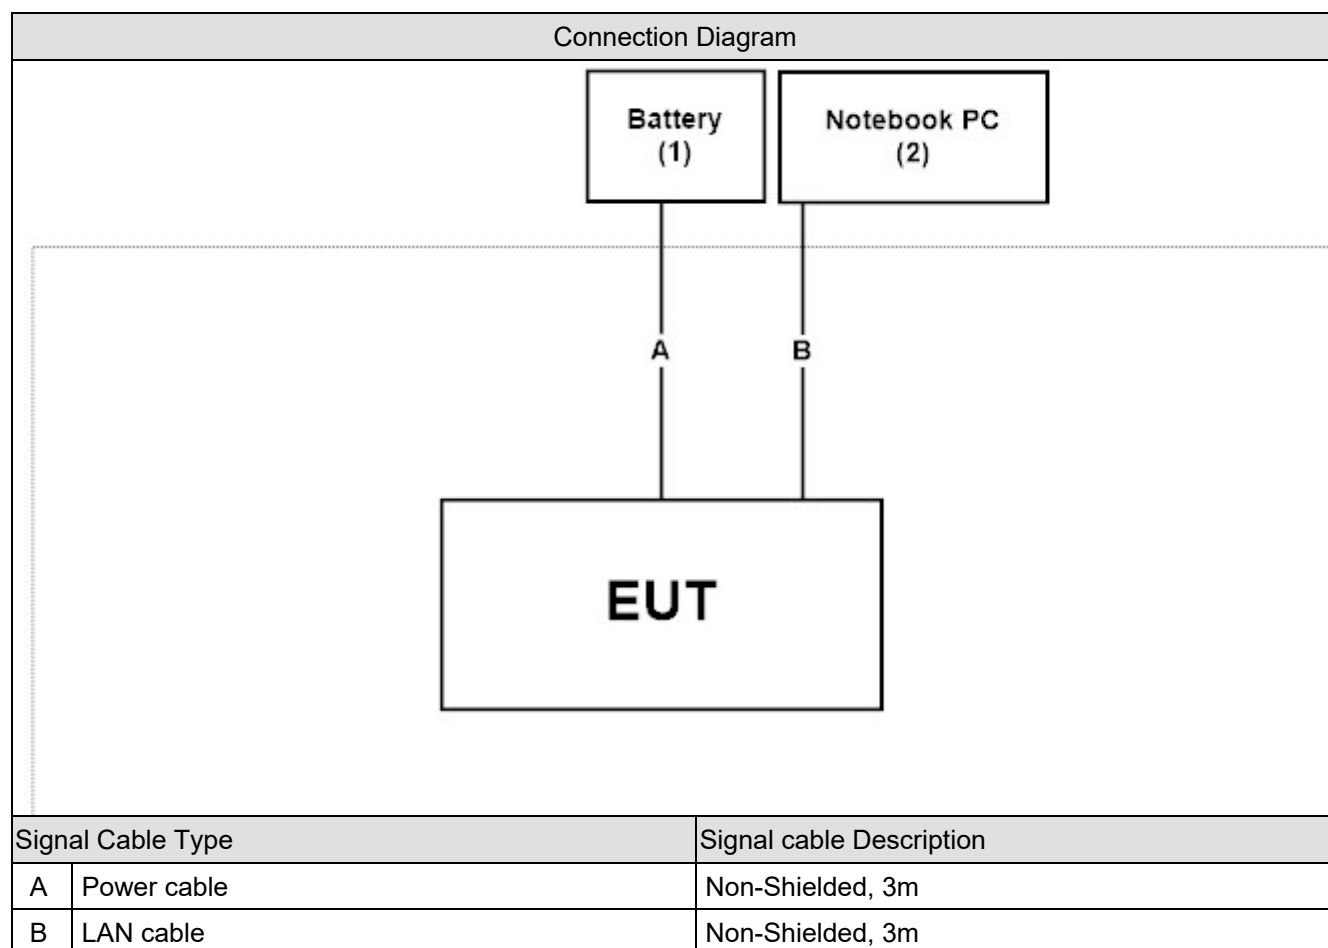 Connection Diagram
Battery
(1)
Notebook PC
(2)
A
B
EUT
Signal Cable Type
Signal cable Description
A
Power cable
Non-Shielded, 3m
B
LAN cable
Non-Shielded, 3m